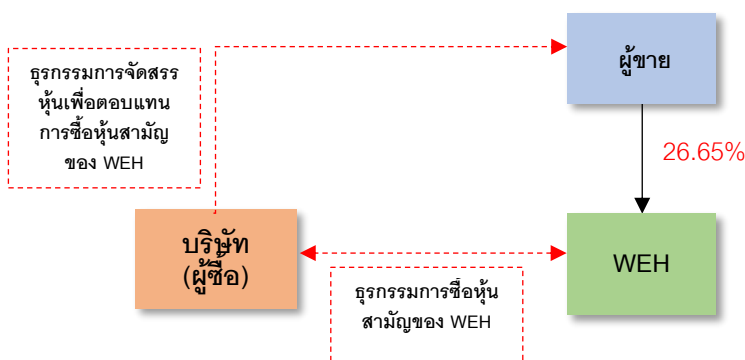 ธุรกรรมการจัดสรร
หุ้นเพื่อตอบแทน
การซื้อหุ้นสามัญ
ของ WEH
ผู้ขาย
26.65%
บริษัท
(ผู้ซื้อ)
WEH
ธุรกรรมการซื้อหุ้น
สามัญของ WEH